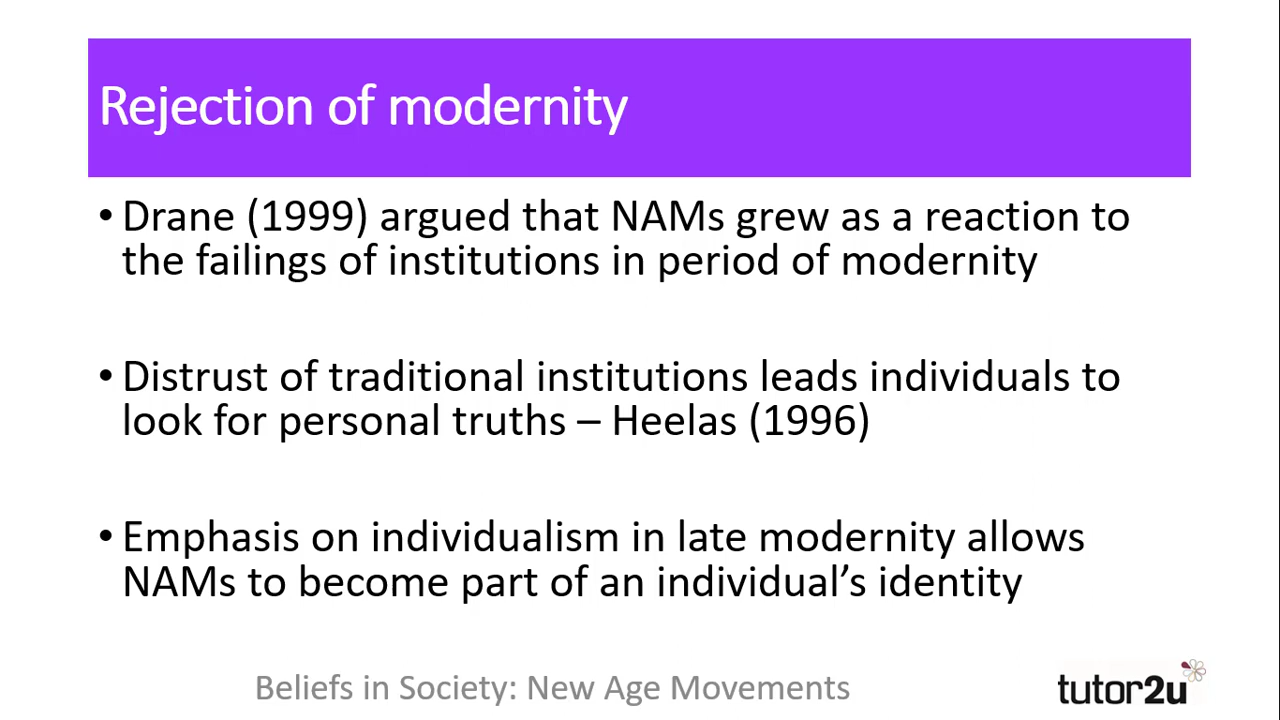 Rejection of modernity
• Drane (1999) argued that NAMs grew as a reaction to
the failings of institutions in period of modernity
• Distrust of traditional institutions leads individuals to
look for personal truths – Heelas (1996)
• Emphasis on individualism in late modernity allows
NAMs to become part of an individual’s identity
Beliefs in Society: New Age Movements
tutor2u